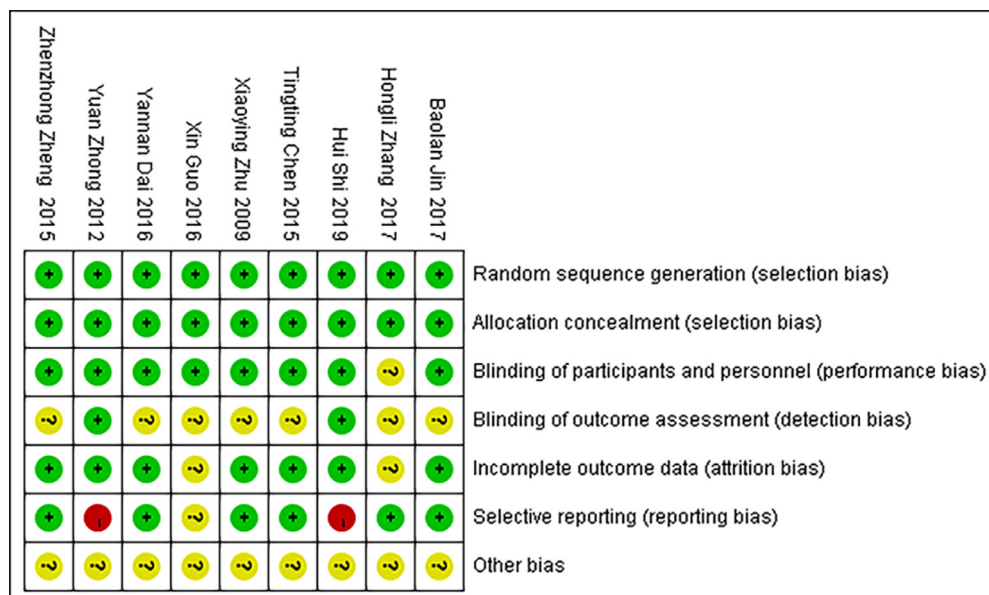 Zhenzhong Zheng 2015
Yuan Zhong 2012
Yannan Dai 2016
Xin Guo 2016
Xiaoying Zhu 2009
Tingting Chen 2015
Hui Shi 2019
Hongli Zhang 2017
Baolan Jin 2017
+ + + + + + + + + Random sequence generation (selection bias)
+ + + + + + + + + Allocation concealment (selection bias)
+ + + + + + + ? + Blinding of participants and personnel (performance bias)
? + ? ? ? ? + ? ? Blinding of outcome assessment (detection bias)
+ + + ? + + + ? + Incomplete outcome data (attrition bias)
+ - + ? + + - + + Selective reporting (reporting bias)
? ? ? ? ? ? ? ? ? Other bias